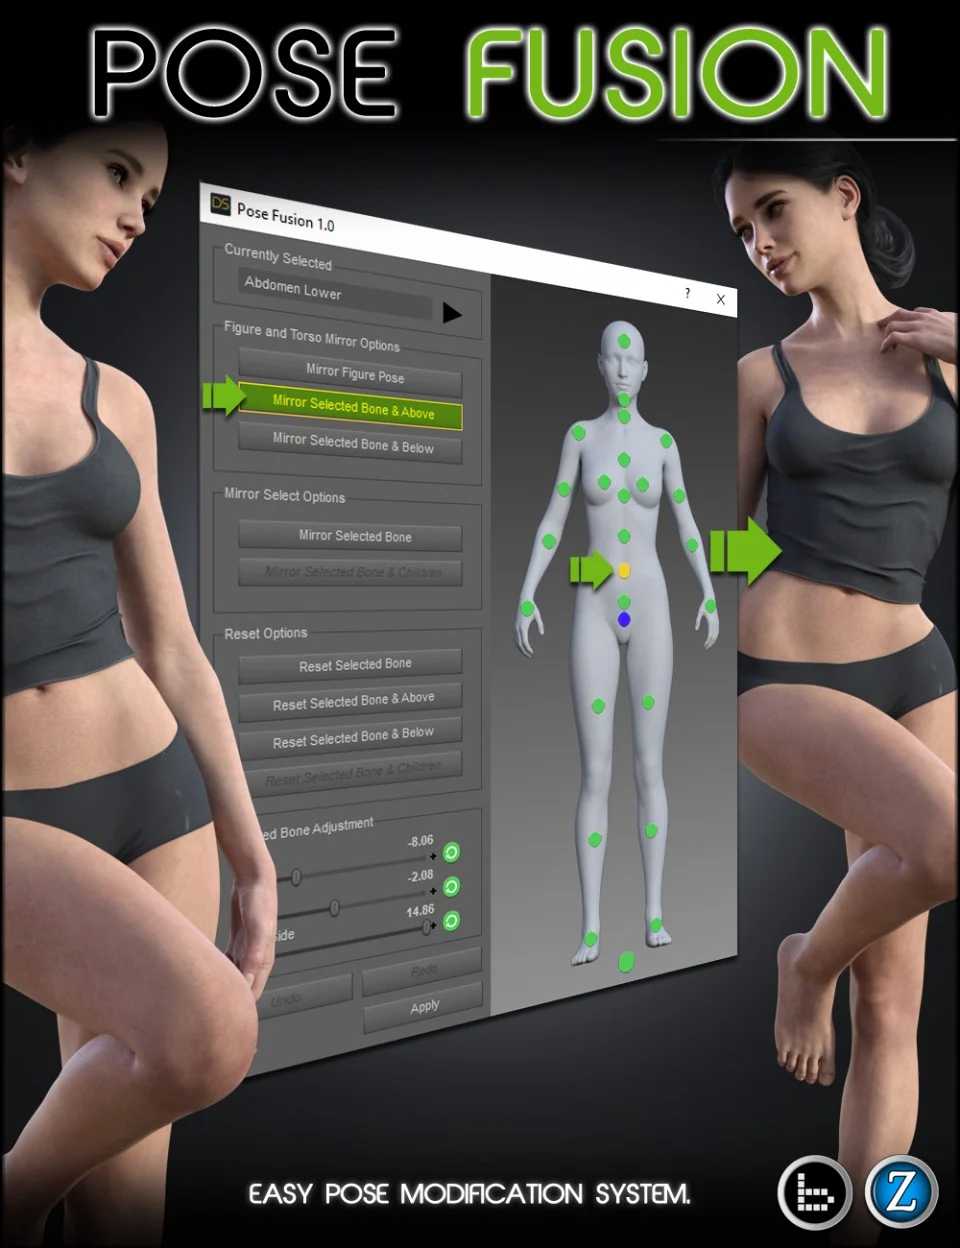 POSE FUSION
DS Pose Fusion 1.0
? X
Currently Selected
Abdomen Lower
Figure and Torso Mirror Options
Mirror Figure Pose
Mirror Selected Bone & Above
Mirror Selected Bone & Below
Mirror Select Options
Mirror Selected Bone
Mirror Selected Bone & Children
Reset Options
Reset Selected Bone
Reset Selected Bone & Above
Reset Selected Bone & Below
Reset Selected Bone & Children
ed Bone Adjustment
-8.06
-2.08
14.86
ide
Undo
Redo
Apply
EASY POSE MODIFICATION SYSTEM.
Z